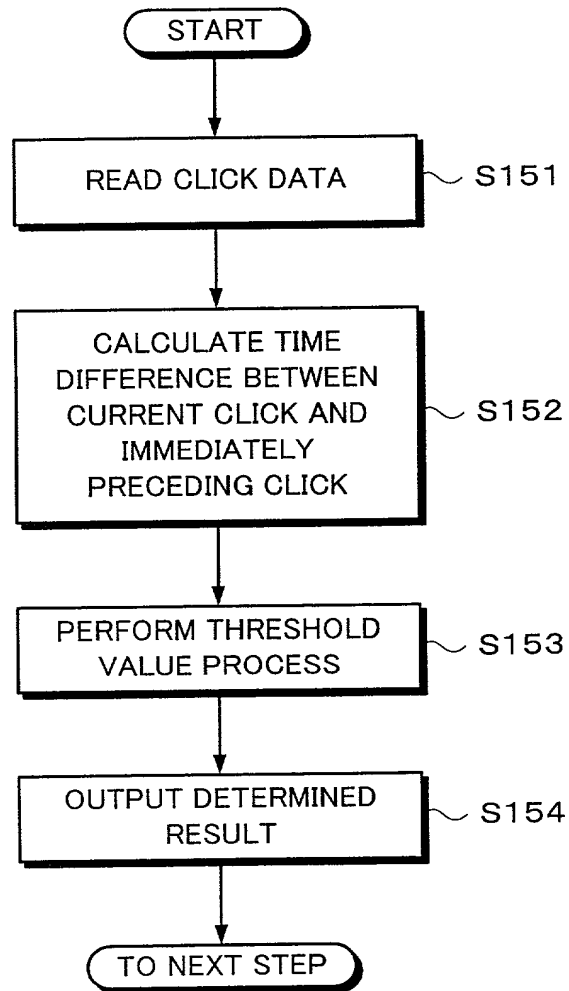 START
READ CLICK DATA
S151
CALCULATE TIME
DIFFERENCE BETWEEN
CURRENT CLICK AND
IMMEDIATELY
PRECEDING CLICK
S152
PERFORM THRESHOLD
VALUE PROCESS
S153
OUTPUT DETERMINED
RESULT
S154
TO NEXT STEP